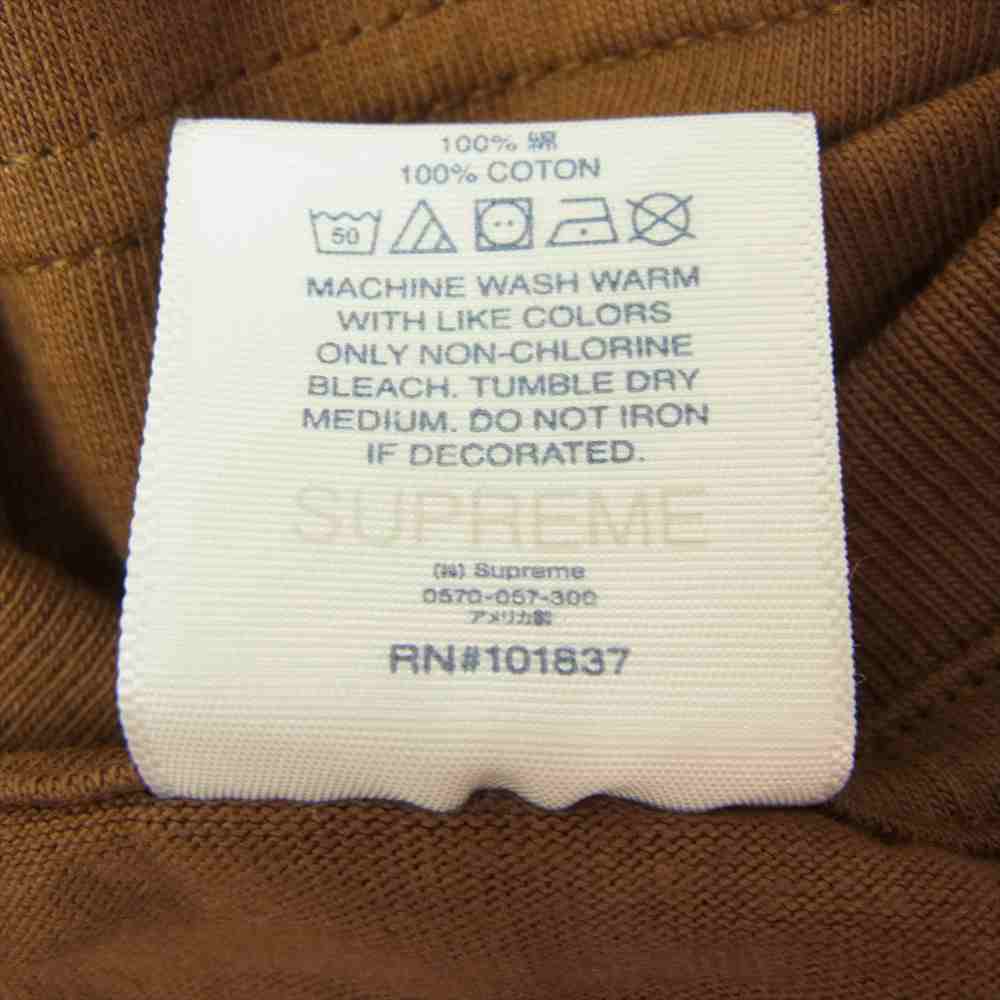 100% 綿
100% COTON
50
MACHINE WASH WARM
WITH LIKE COLORS
ONLY NON-CHLORINE
BLEACH. TUMBLE DRY
MEDIUM. DO NOT IRON
IF DECORATED.
SUPREME
(株) Supreme
0570-057-300
アメリカ製
RN#101837